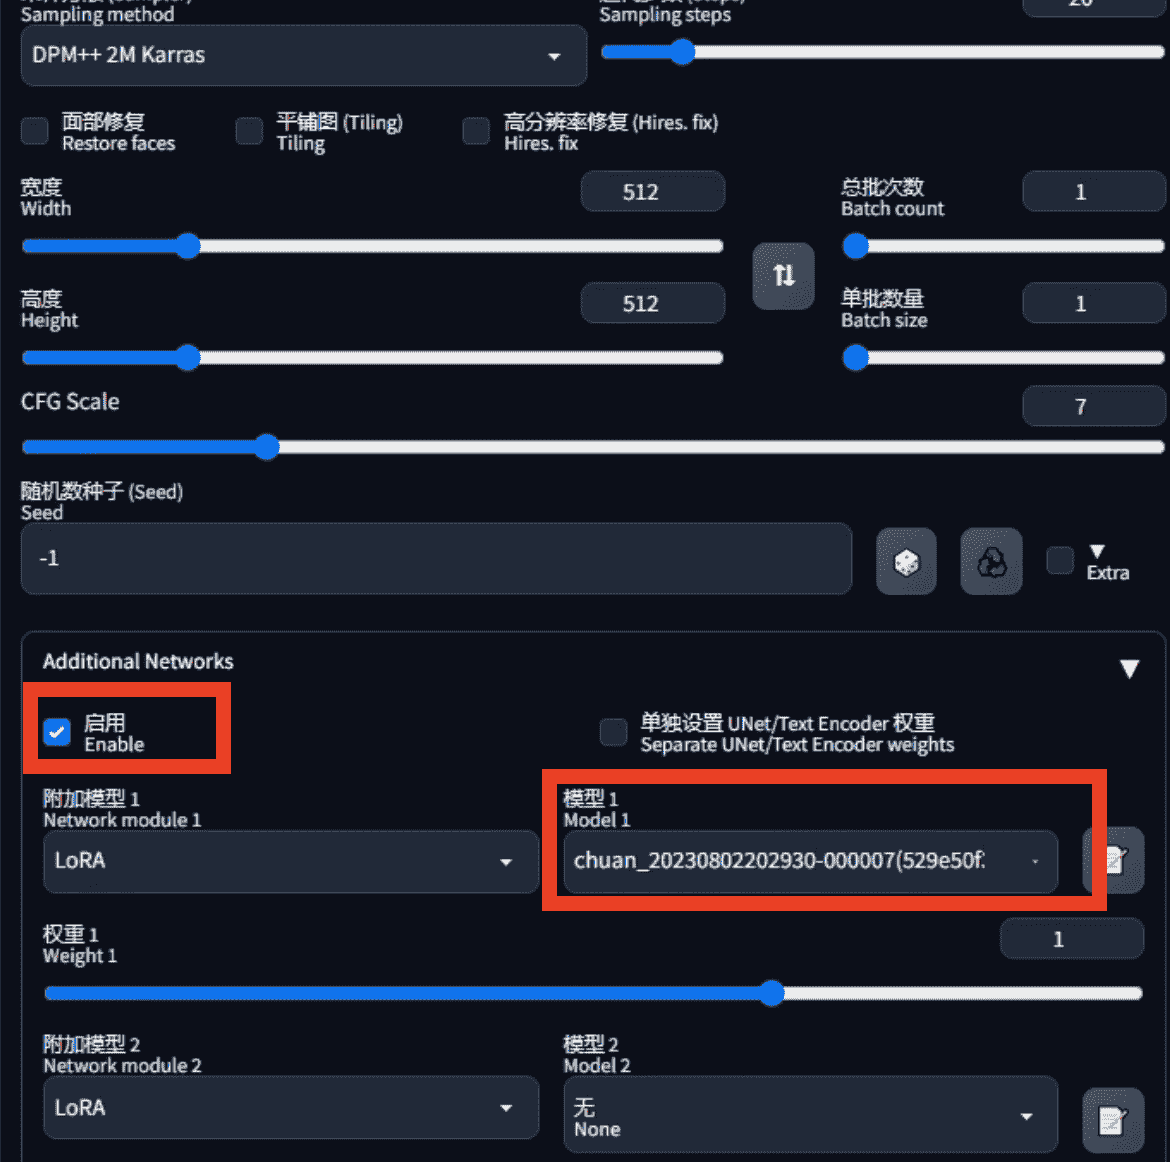 Sampling method
Sampling steps
20
DPM++ 2M Karras
面部修复
Restore faces
平铺图 (Tiling)
Tiling
高分辨率修复 (Hires. fix)
Hires. fix
宽度
Width
512
总批次数
Batch count
1
高度
Height
512
单批数量
Batch size
1
CFG Scale
7
随机数种子 (Seed)
Seed
-1
▼
Extra
Additional Networks
▼
启用
Enable
单独设置 UNet/Text Encoder 权重
Separate UNet/Text Encoder weights
附加模型 1
Network module 1
LoRA
模型 1
Model 1
chuan_20230802202930-000007(529e50f
权重 1
Weight 1
1
附加模型 2
Network module 2
LoRA
模型 2
Model 2
无
None